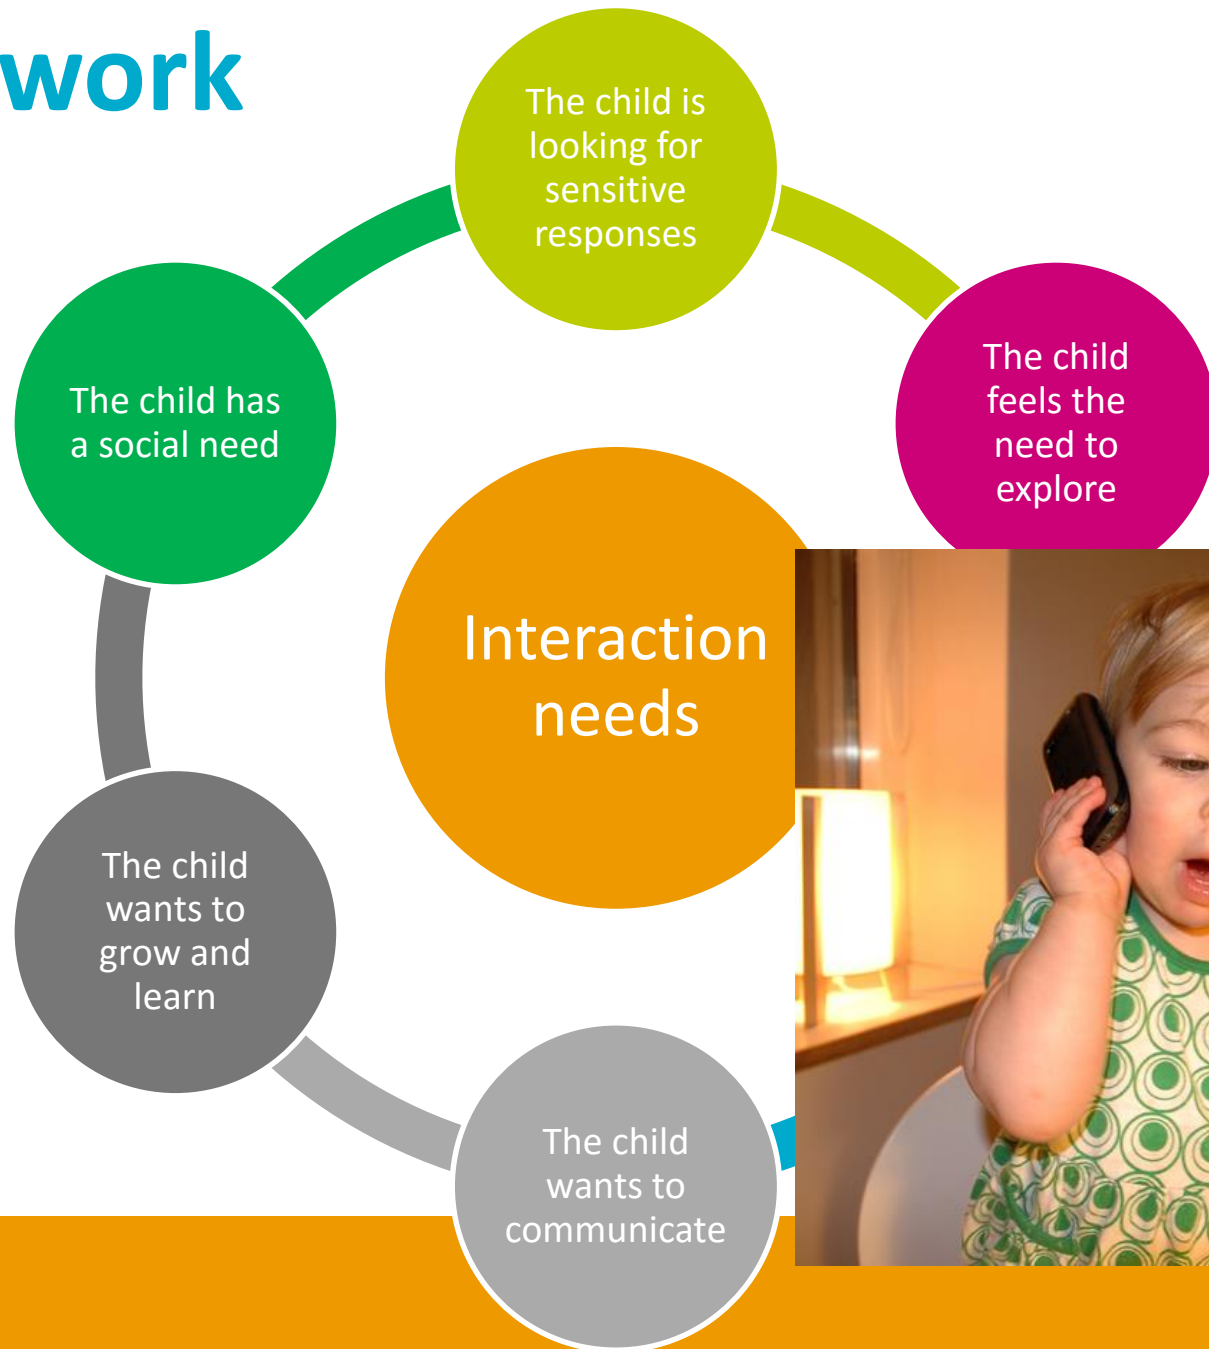 work
The child is
looking for
sensitive
responses
The child
feels the
need to
explore
The child has
a social need
Interaction
needs
The child
wants to
grow and
learn
The child
wants to
communicate